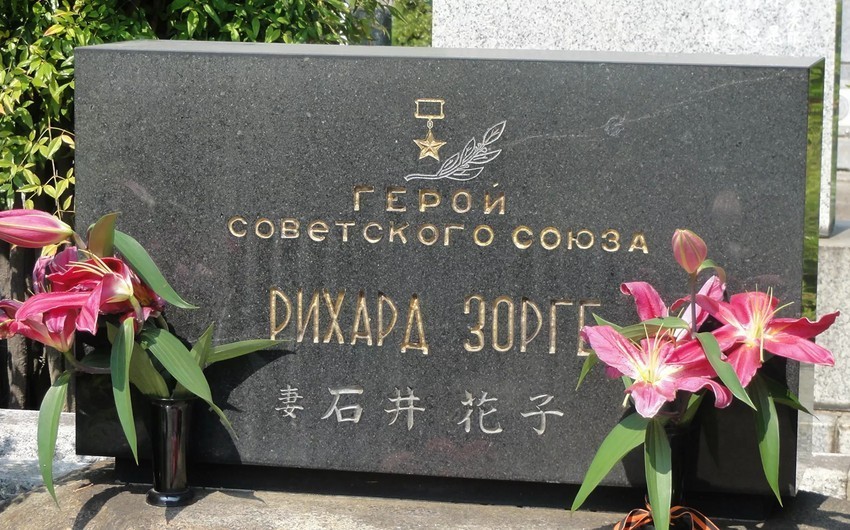 ГЕРОЙ
СОВЕТСКОГО СОЮЗА
РИХАРД ЗОРГЕ
妻 石井 花子